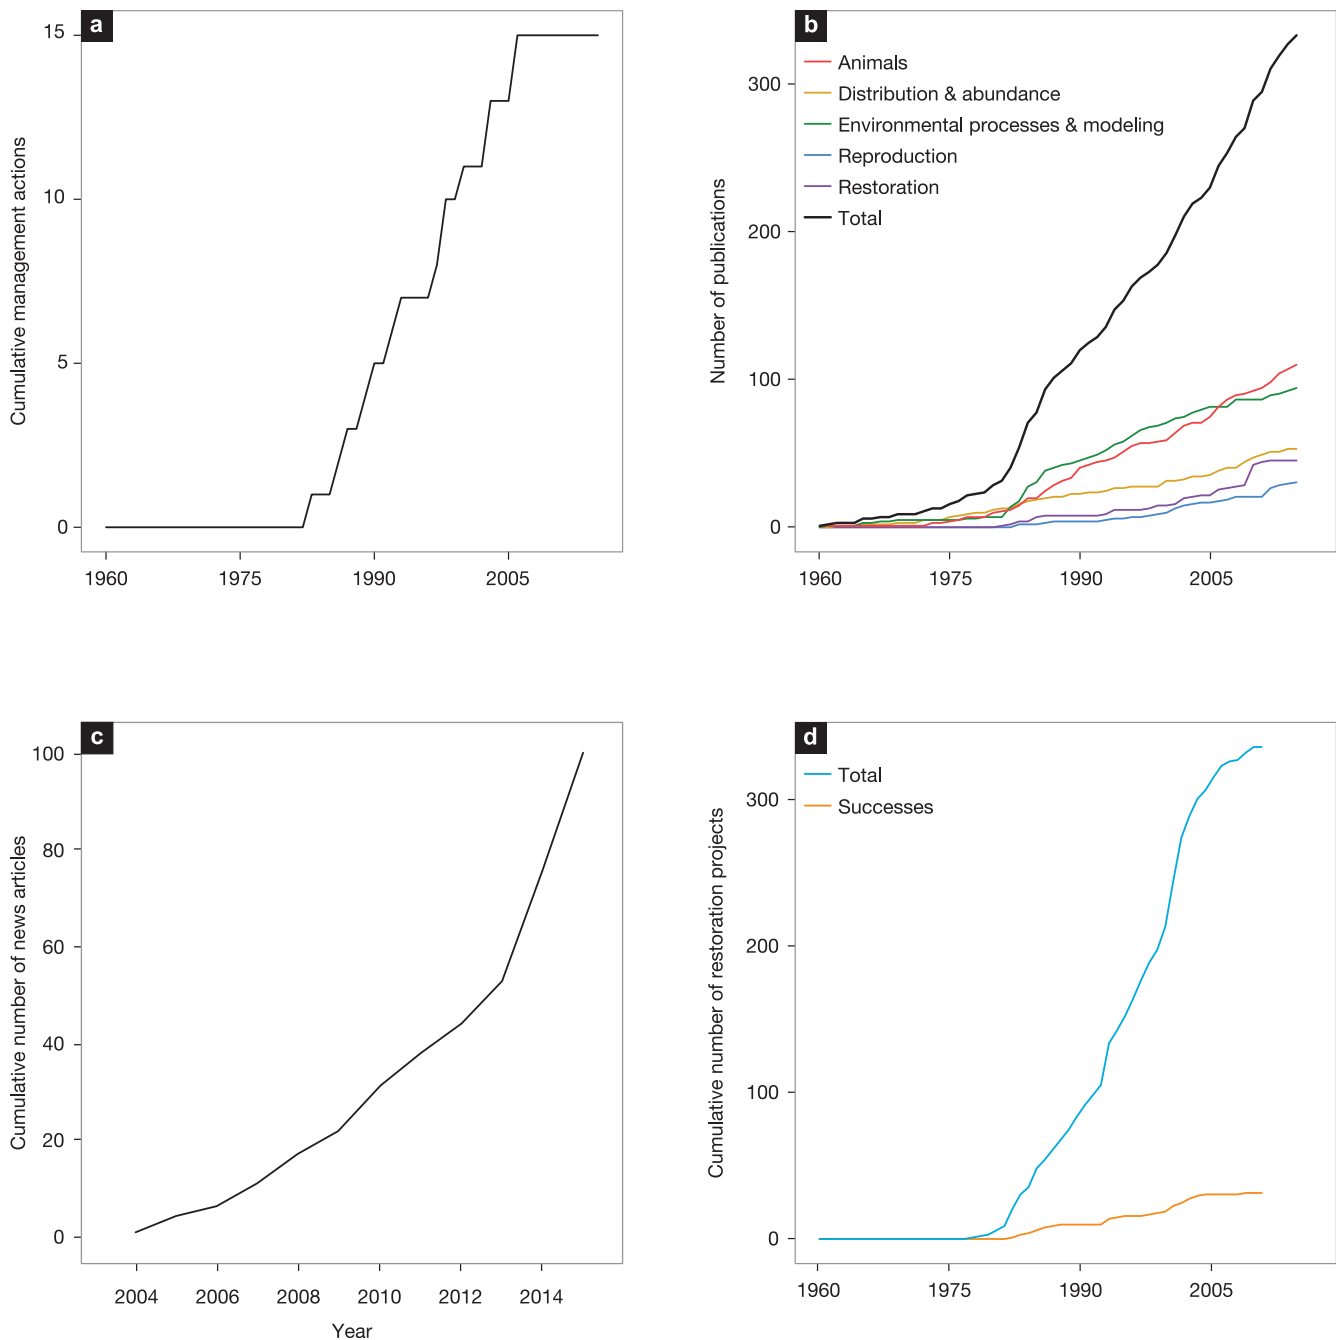 a
15
10
5
0
Cumulative management actions
1960 1975 1990 2005
b
Animals
Distribution & abundance
Environmental processes & modeling
Reproduction
Restoration
Total
300
200
100
0
Number of publications
1960 1975 1990 2005
c
100
80
60
40
20
0
Cumulative number of news articles
2004 2006 2008 2010 2012 2014
Year
d
Total
Successes
300
200
100
0
Cumulative number of restoration projects
1960 1975 1990 2005